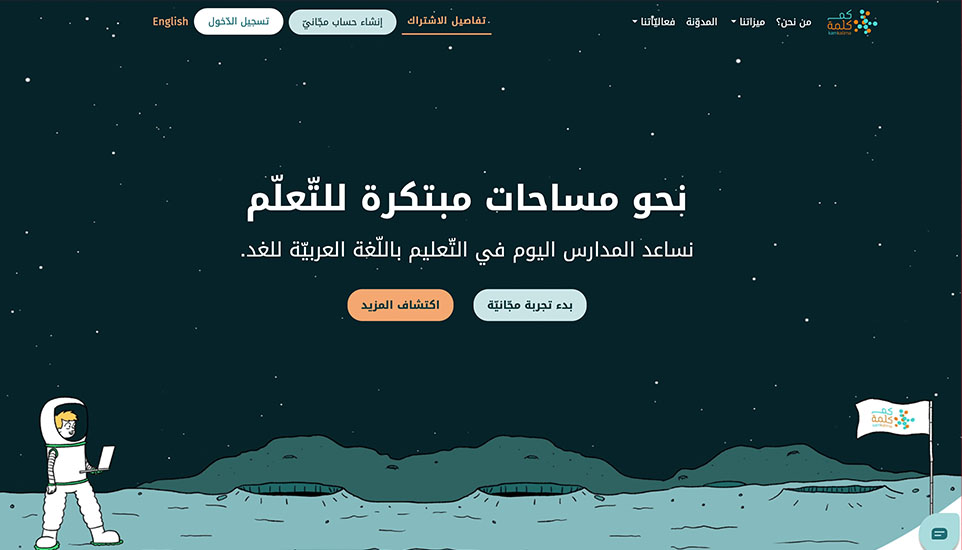 كم
كلمة
kamkalima
من نحن؟
ميزاتنا
المدوّنة
فعاليّاتنا
تفاصيل الاشتراك
إنشاء حساب مجّانيّ
تسجيل الدّخول
English
نحو مساحات مبتكرة للتّعلّم
نساعد المدارس اليوم في التّعليم باللّغة العربيّة للغد.
بدء تجربة مجّانيّة
اكتشاف المزيد
كم
كلمة
kamkalima